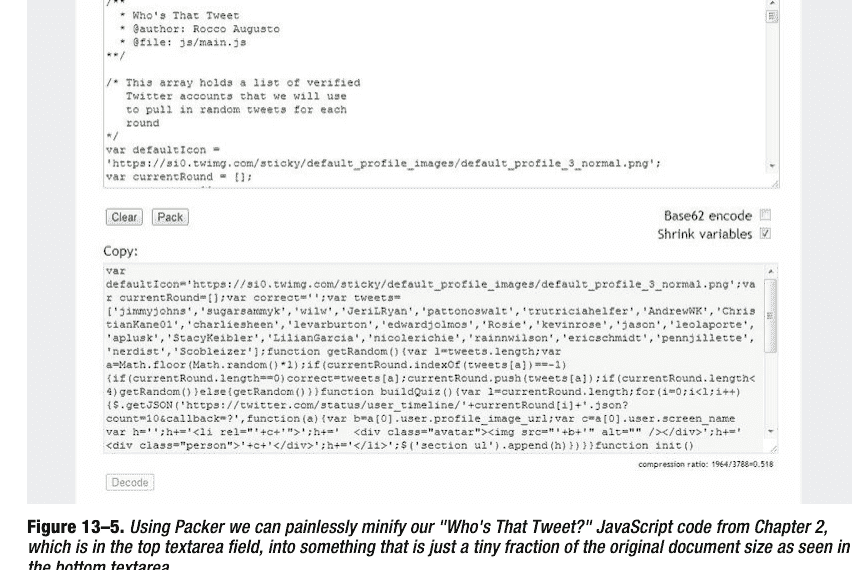 /**
* Who's That Tweet
* @author: Rocco Augusto
* @file: js/main.js
**/
/* This array holds a list of verified
Twitter accounts that we will use
to pull in random tweets for each
round
*/
var defaultIcon =
'https://si0.twimg.com/sticky/default_profile_images/default_profile_3_normal.png';
var currentRound = [];
Clear Pack
Base62 encode
Shrink variables
Copy:
var
defaultIcon='https://si0.twimg.com/sticky/default_profile_images/default_profile_3_normal.png';va
r currentRound=[];var correct='';var tweets=
['jimmyjohns','sugarsammyk','wilw','JeriLRyan','pattonoswalt','trutriciahelfer','AndrewWK','Chris
tianKane01','charliesheen','levarburton','edwardjolmos','Rosie','kevinrose','jason','leolaporte',
'aplusk','StacyKeibler','LilianGarcia','nicolerichie','rainnwilson','ericschmidt','pennjillette',
'nerdist','Scobleizer'];function getRandom(){var l=tweets.length;var
a=Math.floor(Math.random()*l);if(currentRound.indexOf(tweets[a])==-1)
{if(currentRound.length==0)correct=tweets[a];currentRound.push(tweets[a]);if(currentRound.length<
4)getRandom()}else{getRandom()}}function buildQuiz(){var l=currentRound.length;for(i=0;i<l;i++)
{$.getJSON('https://twitter.com/status/user_timeline/'+currentRound[i]+'.json?
count=10&callback=?',function(a){var b=a[0].user.profile_image_url;var c=a[0].user.screen_name
var h='';h+='<li rel="'+c+'">';h+=' <div class="avatar"><img src="'+b+'" alt="" /></div>';h+='
<div class="person">'+c+'</div>';h+='</li>';$('section ul').append(h)})}}function init()
compression ratio: 1964/3788=0.518
Decode
Figure 13–5. Using Packer we can painlessly minify our "Who's That Tweet?" JavaScript code from Chapter 2,
which is in the top textarea field, into something that is just a tiny fraction of the original document size as seen in
the bottom textarea